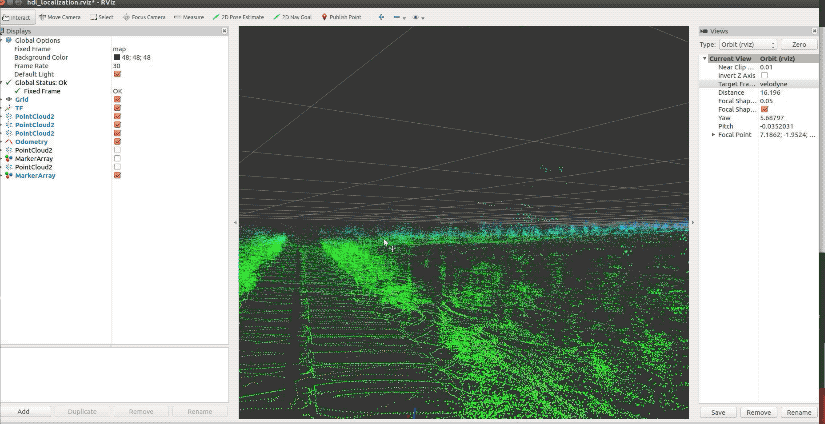 hdl_localization.rviz* - RViz
Interact Move Camera Select Focus Camera Measure 2D Pose Estimate 2D Nav Goal Publish Point
Displays
Global Options
Fixed Frame map
Background Color 48; 48; 48
Frame Rate 30
Default Light
Global Status: Ok
Fixed Frame OK
Grid
TF
PointCloud2
PointCloud2
PointCloud2
Odometry
PointCloud2
MarkerArray
PointCloud2
MarkerArray
Add Duplicate Remove Rename
Views
Type: Orbit (rviz) Zero
Current View Orbit (rviz)
Near Clip ... 0.01
Invert Z Axis
Target Fra... velodyne
Distance 16.196
Focal Shap... 0.05
Focal Shap...
Yaw 5.68797
Pitch -0.0352031
Focal Point 7.1862; -1.9524; ...
Save Remove Rename